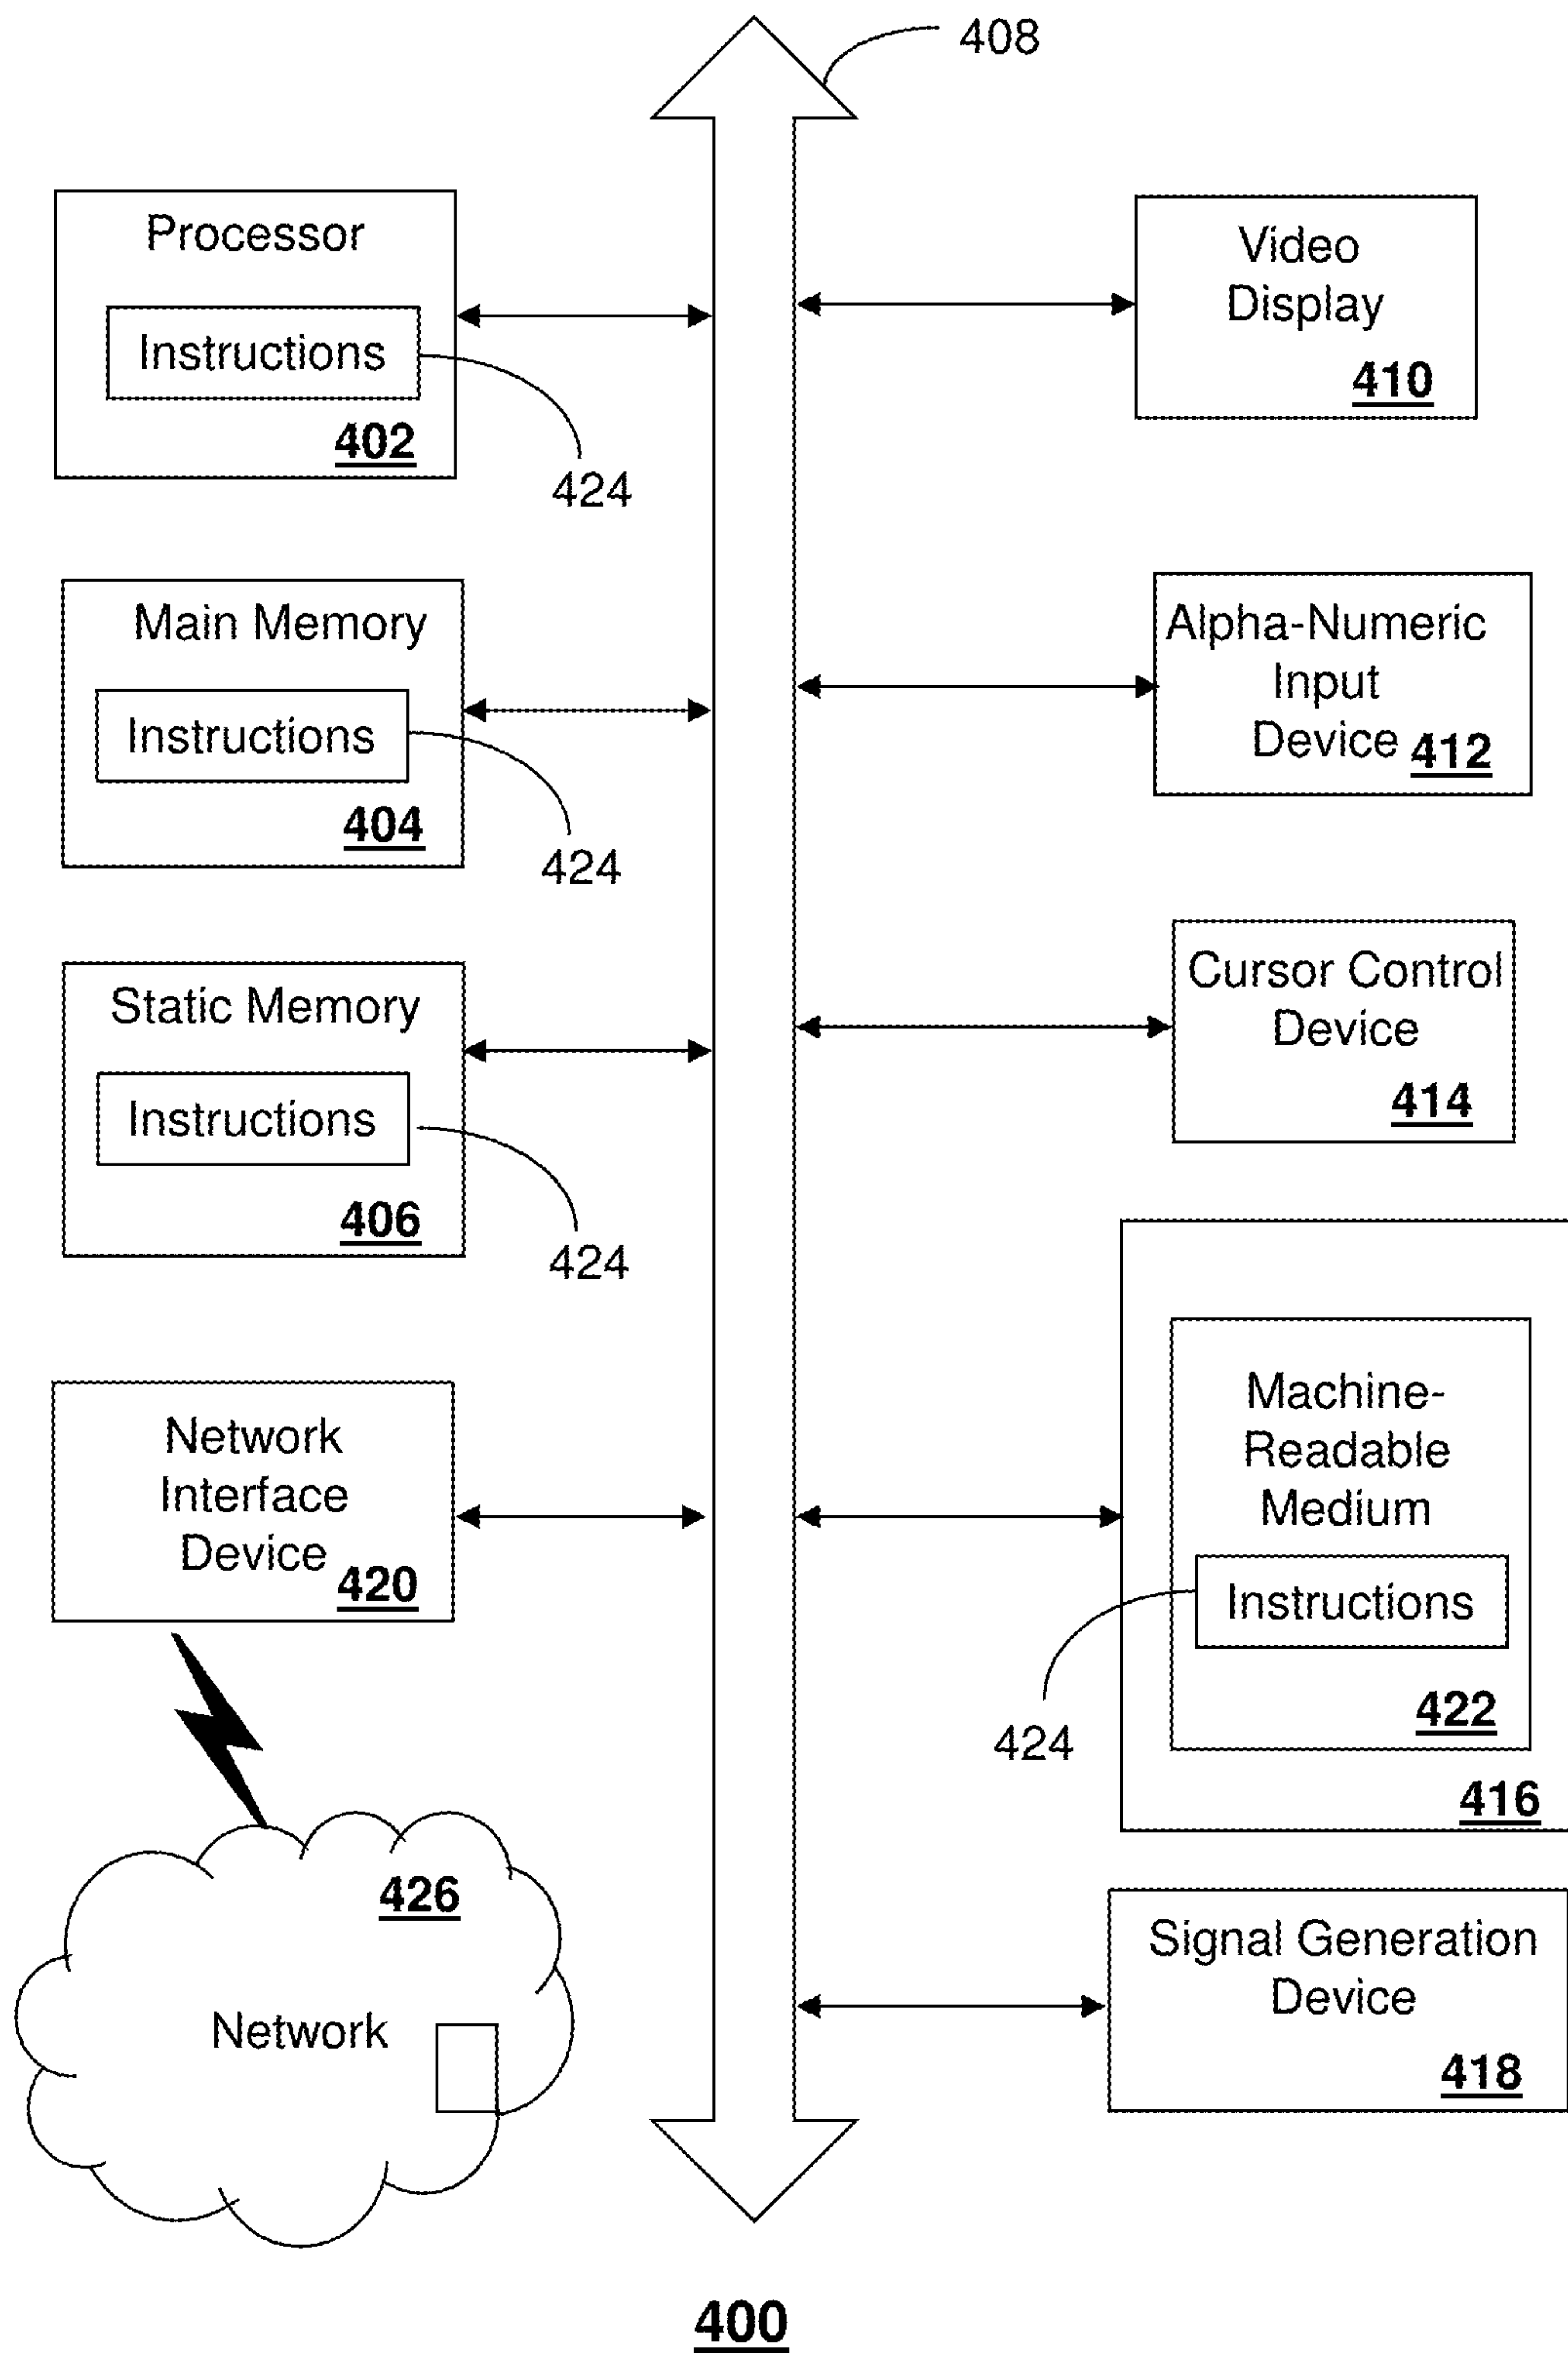 408
Processor
Instructions
402
424
Video
Display
410
Main Memory
Instructions
404
424
Alpha-Numeric
Input
Device 412
Static Memory
Instructions
406
424
Cursor Control
Device
414
Network
Interface
Device
420
Machine-
Readable
Medium
Instructions
422
424
416
426
Network
Signal Generation
Device
418
400